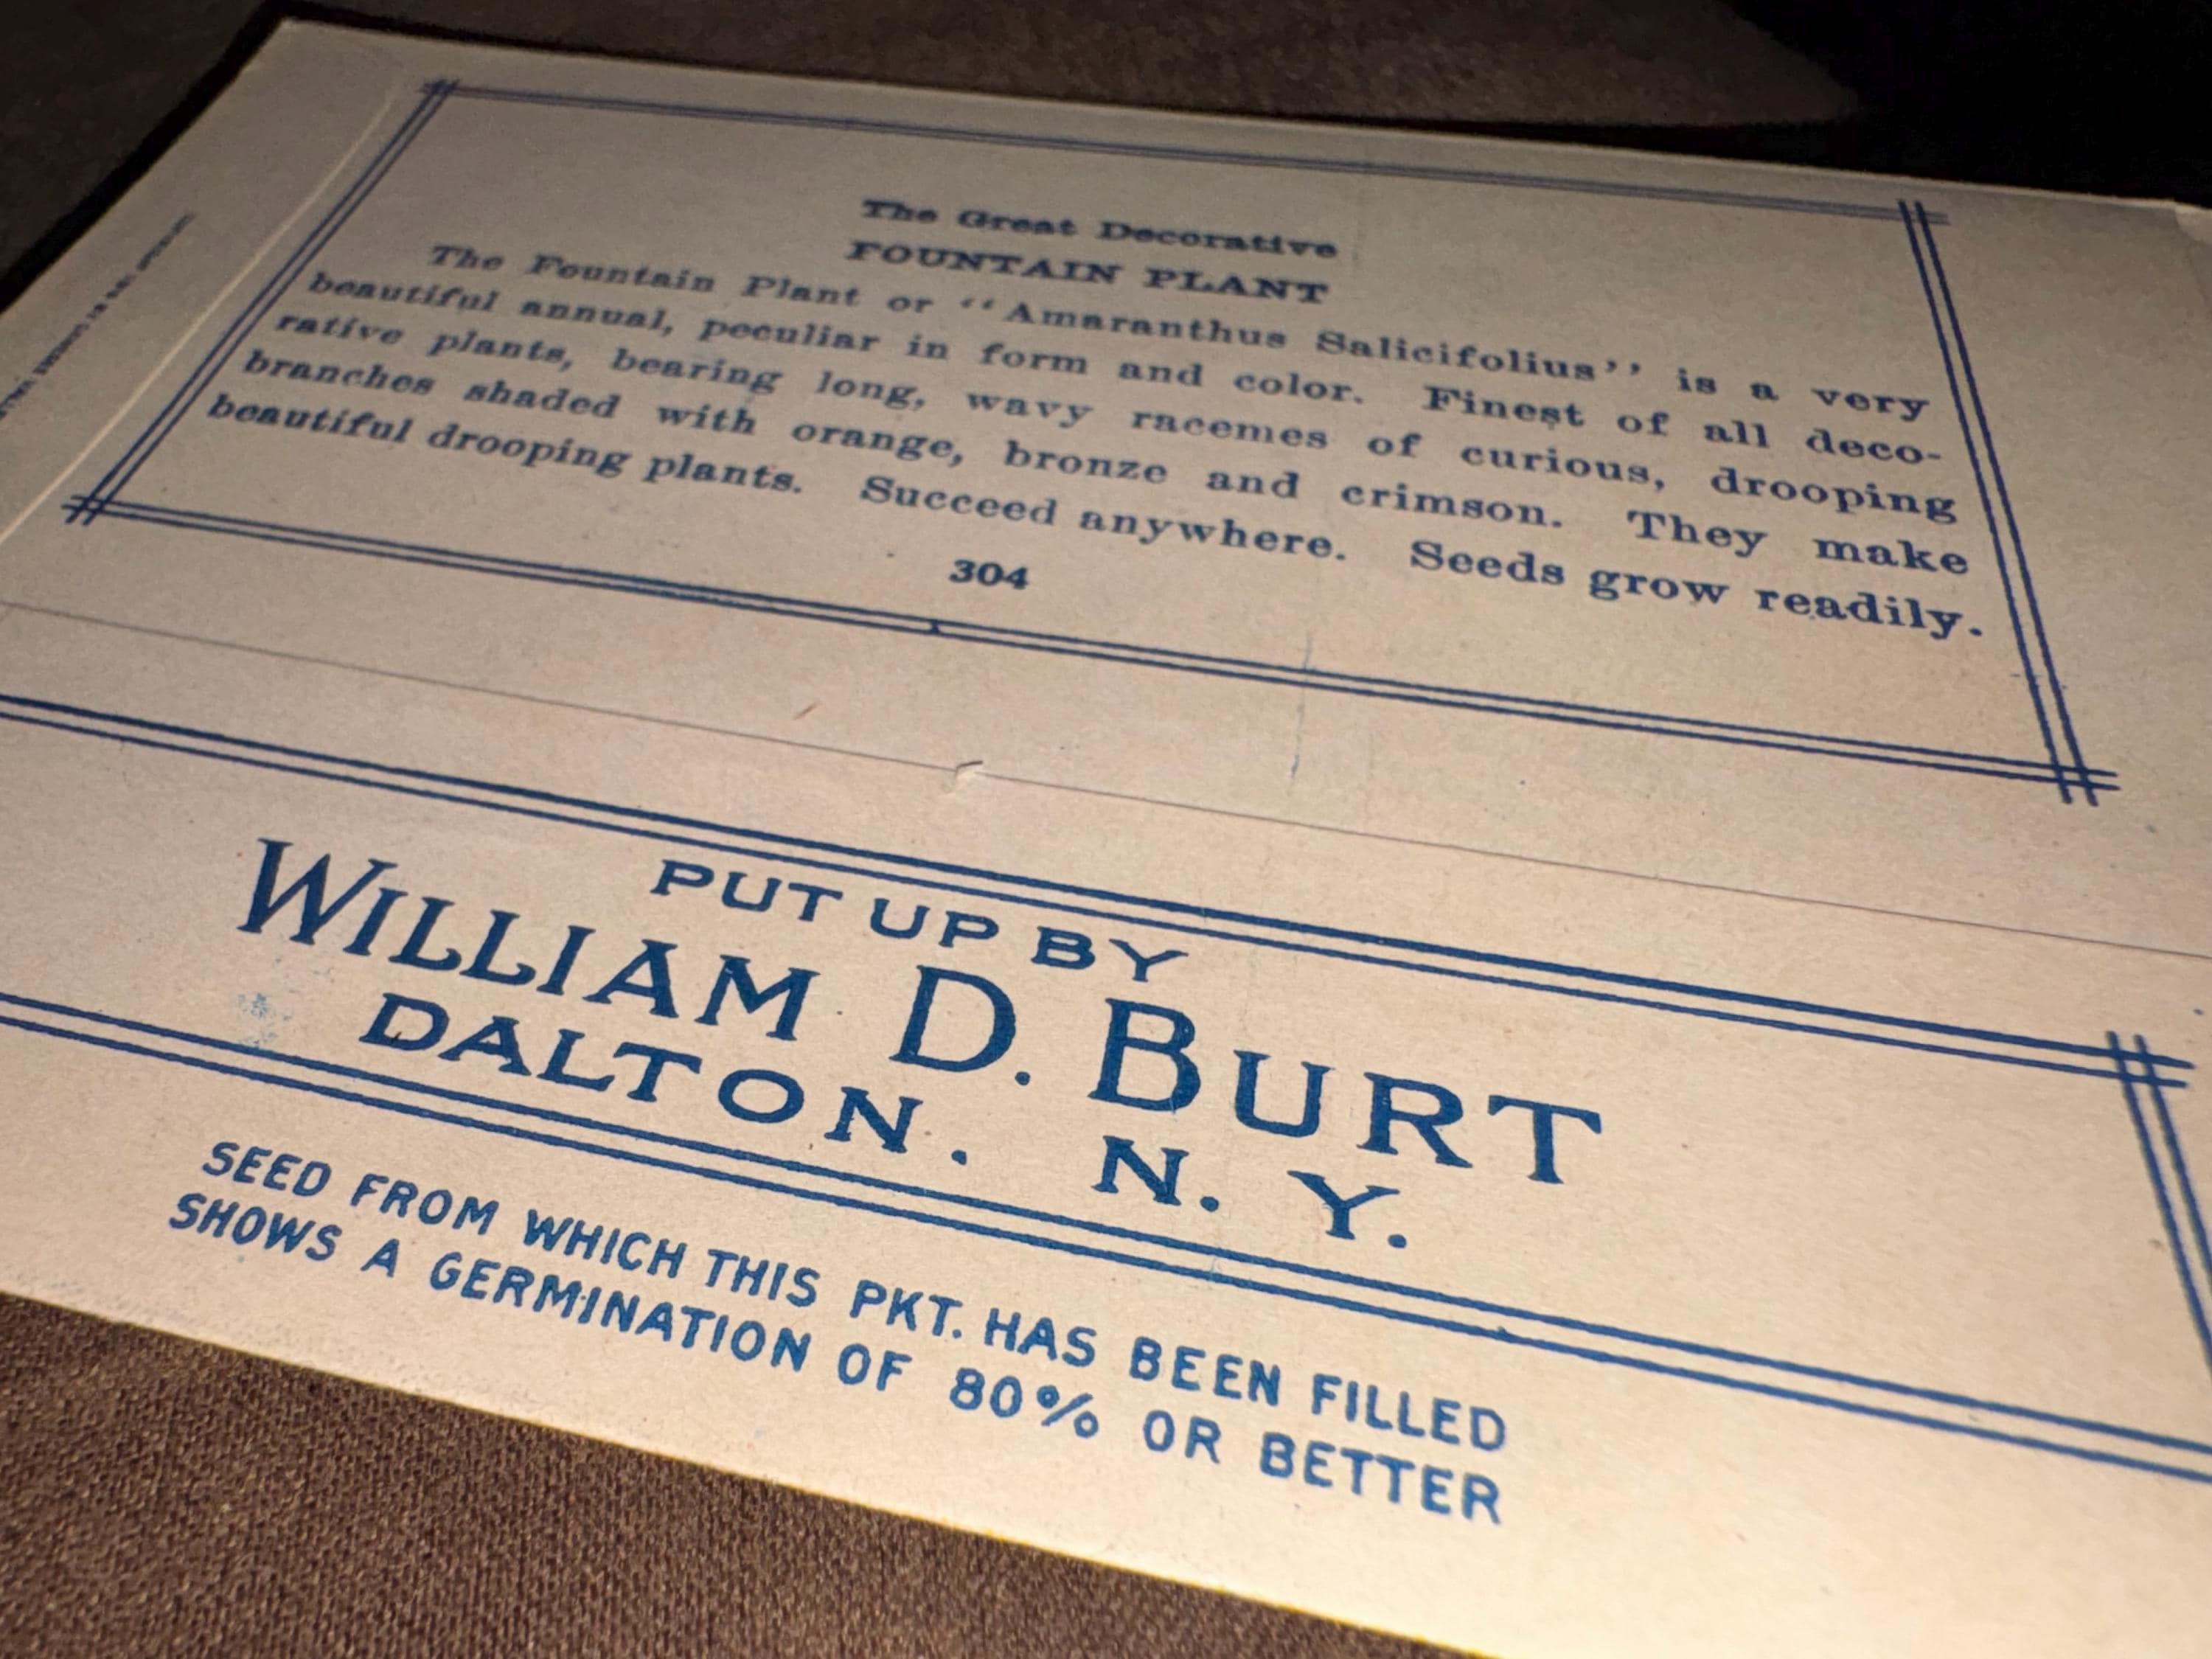 The Great Decorative
FOUNTAIN PLANT
The Fountain Plant or “Amaranthus Salicifolius” is a very
beautiful annual, peculiar in form and color. Finest of all deco-
rative plants, bearing long, wavy racemes of curious, drooping
branches shaded with orange, bronze and crimson. They make
beautiful drooping plants. Succeed anywhere. Seeds grow readily.
304
PUT UP BY
WILLIAM D. BURT
DALTON. N. Y.
SEED FROM WHICH THIS PKT. HAS BEEN FILLED
SHOWS A GERMINATION OF 80% OR BETTER